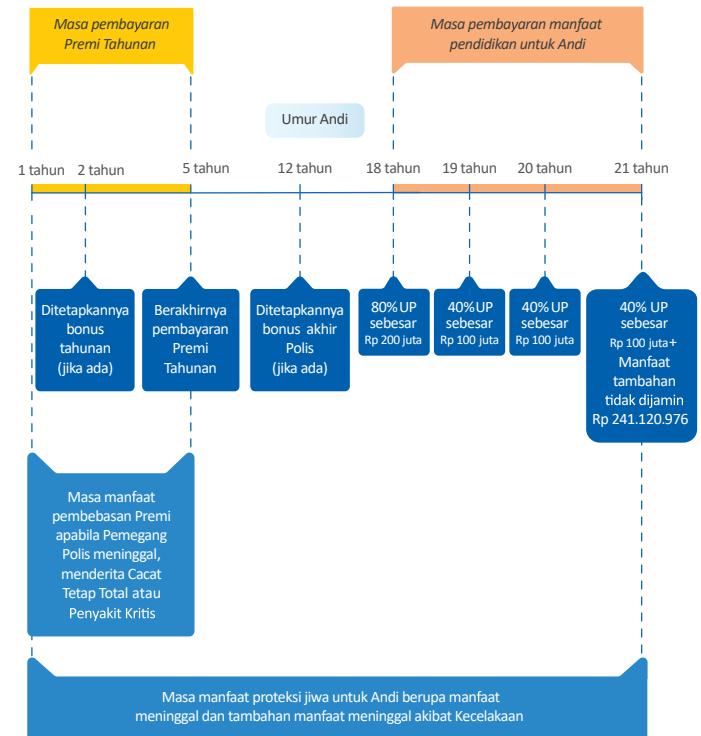 Masa pembayaran
Premi Tahunan
Masa pembayaran manfaat
pendidikan untuk Andi
Umur Andi
1 tahun
2 tahun
5 tahun
12 tahun
18 tahun
19 tahun
20 tahun
21 tahun
Ditetapkannya
bonus
tahunan
(jika ada)
Berakhirnya
pembayaran
Premi
Tahunan
Ditetapkannya
bonus akhir
Polis
(jika ada)
80% UP
sebesar
Rp 200 juta
40% UP
sebesar
Rp 100 juta
40% UP
sebesar
Rp 100 juta
40% UP
sebesar
Rp 100 juta+
Manfaat
tambahan
tidak dijamin
Rp 241.120.976
Masa manfaat
pembebasan Premi
apabila Pemegang
Polis meninggal,
menderita Cacat
Tetap Total atau
Penyakit Kritis
Masa manfaat proteksi jiwa untuk Andi berupa manfaat
meninggal dan tambahan manfaat meninggal akibat Kecelakaan